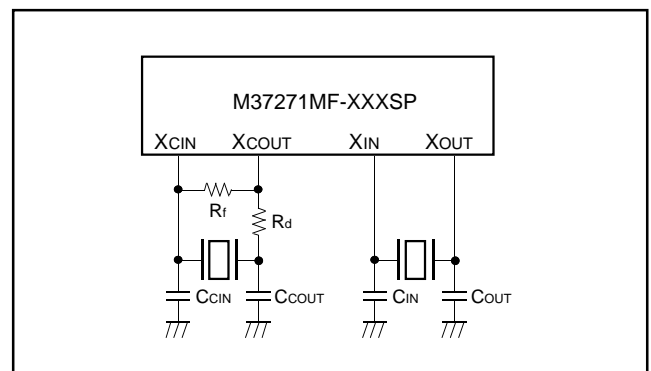 M37271MF-XXXSP
XCIN XCOUT XIN XOUT
Rf
Rd
CCIN CCOUT CIN COUT